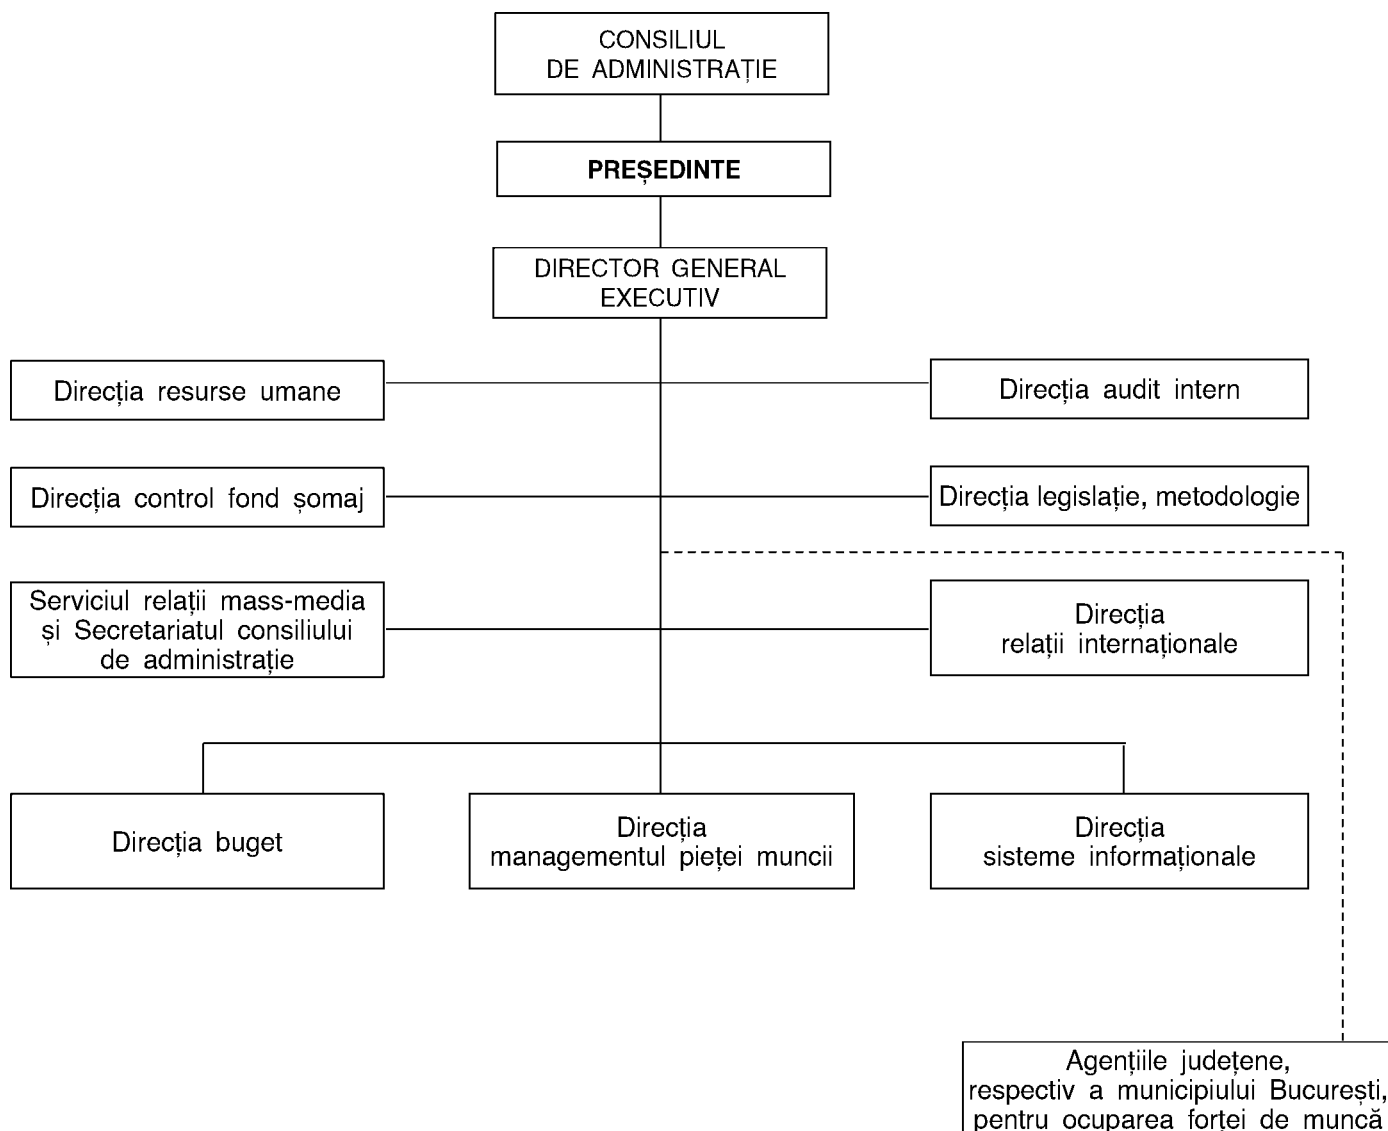 CONSILIUL
DE ADMINISTRAȚIE
PREȘEDINTE
DIRECTOR GENERAL
EXECUTIV
Direcția resurse umane
Direcția audit intern
Direcția control fond șomaj
Direcția legislație, metodologie
Serviciul relații mass-media
și Secretariatul consiliului
de administrație
Direcția
relații internaționale
Direcția buget
Direcția
managementul pieței muncii
Direcția
sisteme informaționale
Agențiile județene,
respectiv a municipiului București,
pentru ocuparea forței de muncă